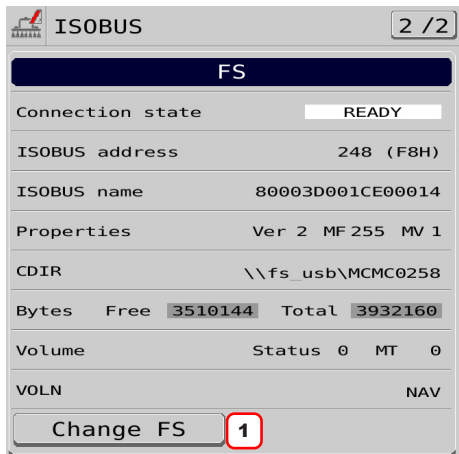 ISOBUS 2 /2
FS
Connection state READY
ISOBUS address 248 (F8H)
ISOBUS name 80003D001CE00014
Properties Ver 2 MF 255 MV 1
CDIR \\fs_usb\MCMC0258
Bytes Free 3510144 Total 3932160
Volume Status 0 MT 0
VOLN NAV
Change FS 1